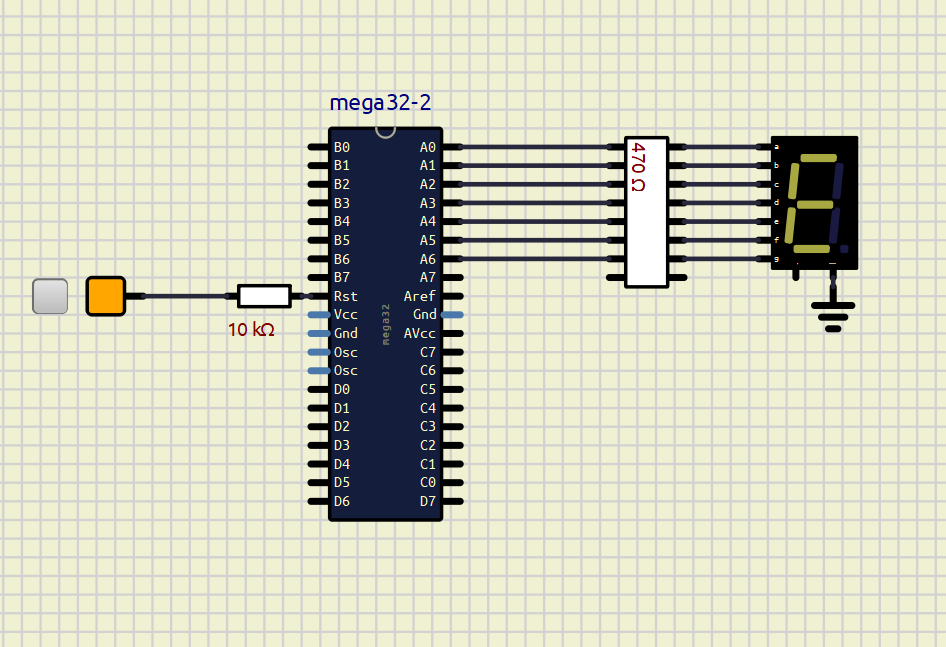 mega32-2
B0 A0
B1 A1
B2 A2
B3 A3
B4 A4
B5 A5
B6 A6
B7 A7
Rst Aref
Vcc Gnd
Gnd AVcc
Osc C7
Osc C6
D0 C5
D1 C4
D2 C3
D3 C2
D4 C1
D5 C0
D6 D7
mega32
10 kΩ
470 Ω
a
b
c
d
e
f
g